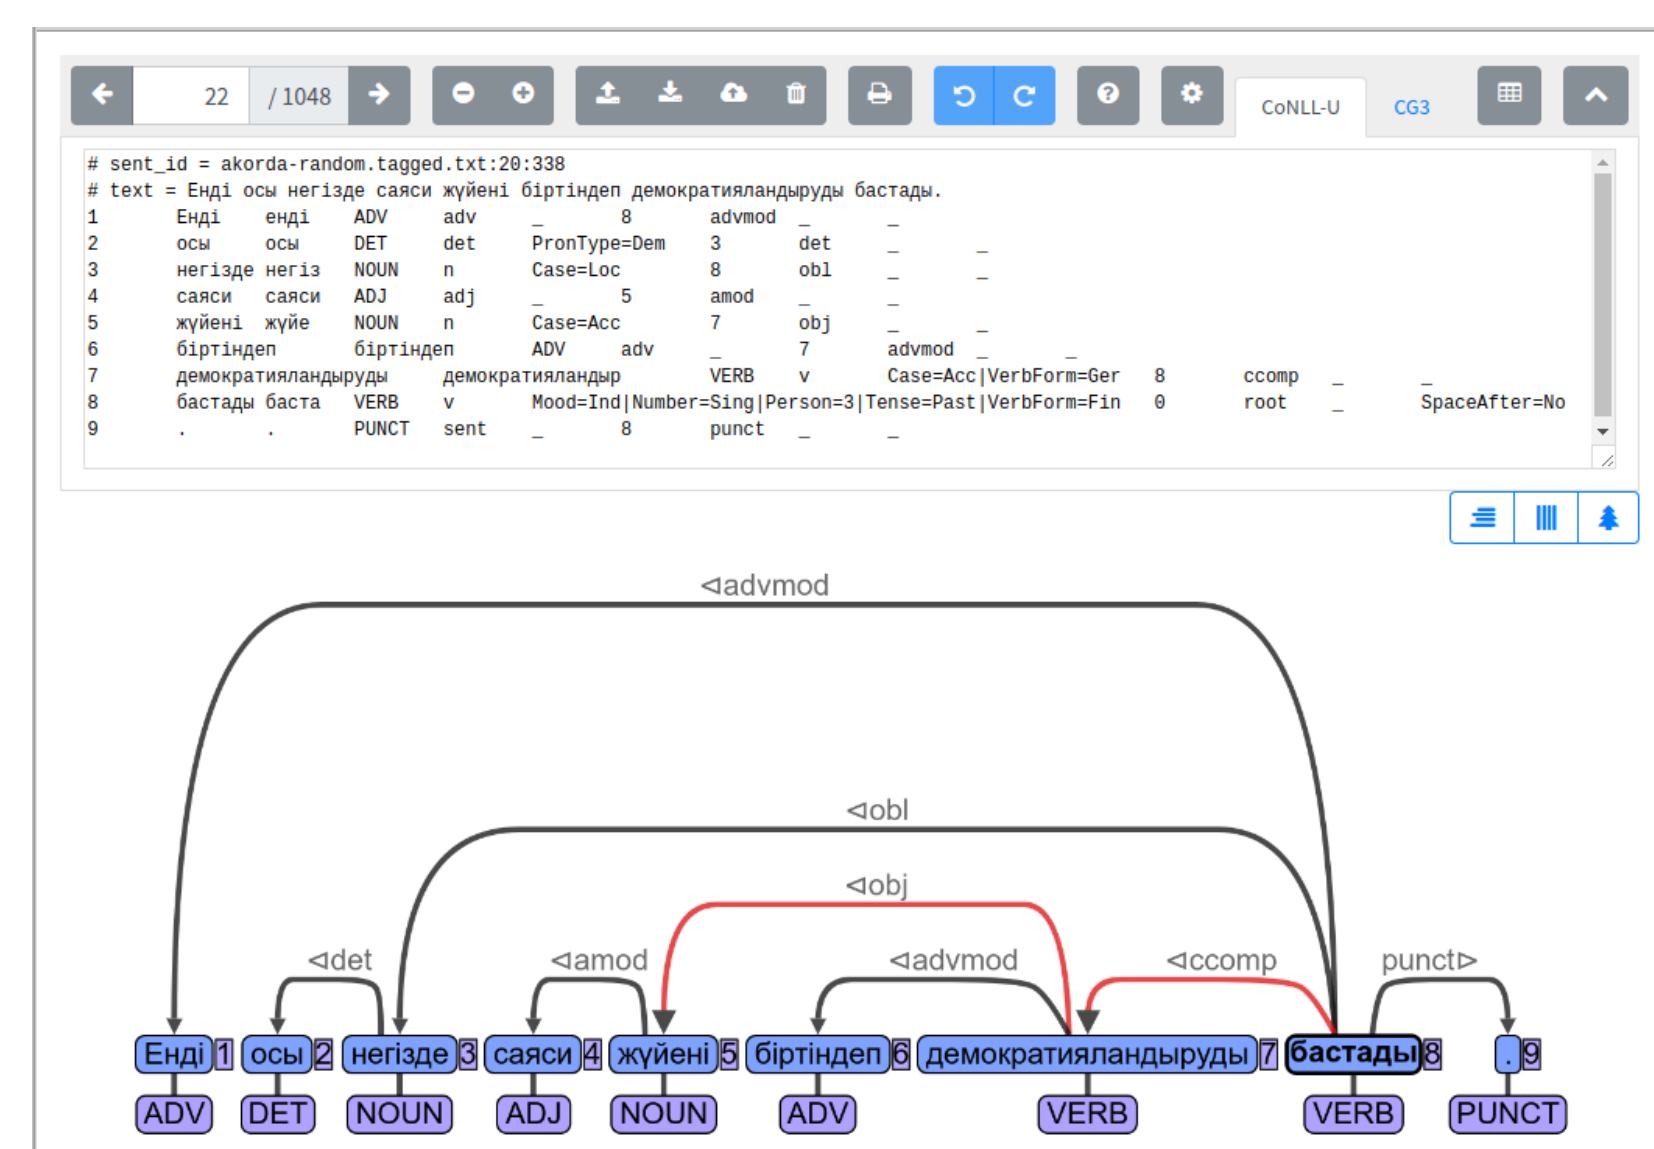 22 / 1048 CoNLL-U CG3
# sent_id = akorda-random.tagged.txt:20:338
# text = Енді осы негізде саяси жүйені біртіндеп демократияландыруды бастады.
1 Енді енді ADV adv _ 8 advmod _ _
2 осы осы DET det PronType=Dem 3 det _ _
3 негізде негіз NOUN n Case=Loc 8 obl _ _
4 саяси саяси ADJ adj _ 5 amod _ _
5 жүйені жүйе NOUN n Case=Acc 7 obj _ _
6 біртіндеп біртіндеп ADV adv _ 7 advmod _ _
7 демократияландыруды демократияландыр VERB v Case=Acc|VerbForm=Ger 8 ccomp _ _
8 бастады баста VERB v Mood=Ind|Number=Sing|Person=3|Tense=Past|VerbForm=Fin 0 root _ SpaceAfter=No
9 . . PUNCT sent _ 8 punct _ _
⊲advmod
⊲obl
⊲obj
⊲det ⊲amod ⊲advmod ⊲ccomp punct⊳
Енді 1 осы 2 негізде 3 саяси 4 жүйені 5 біртіндеп 6 демократияландыруды 7 бастады 8 . 9
ADV DET NOUN ADJ NOUN ADV VERB VERB PUNCT